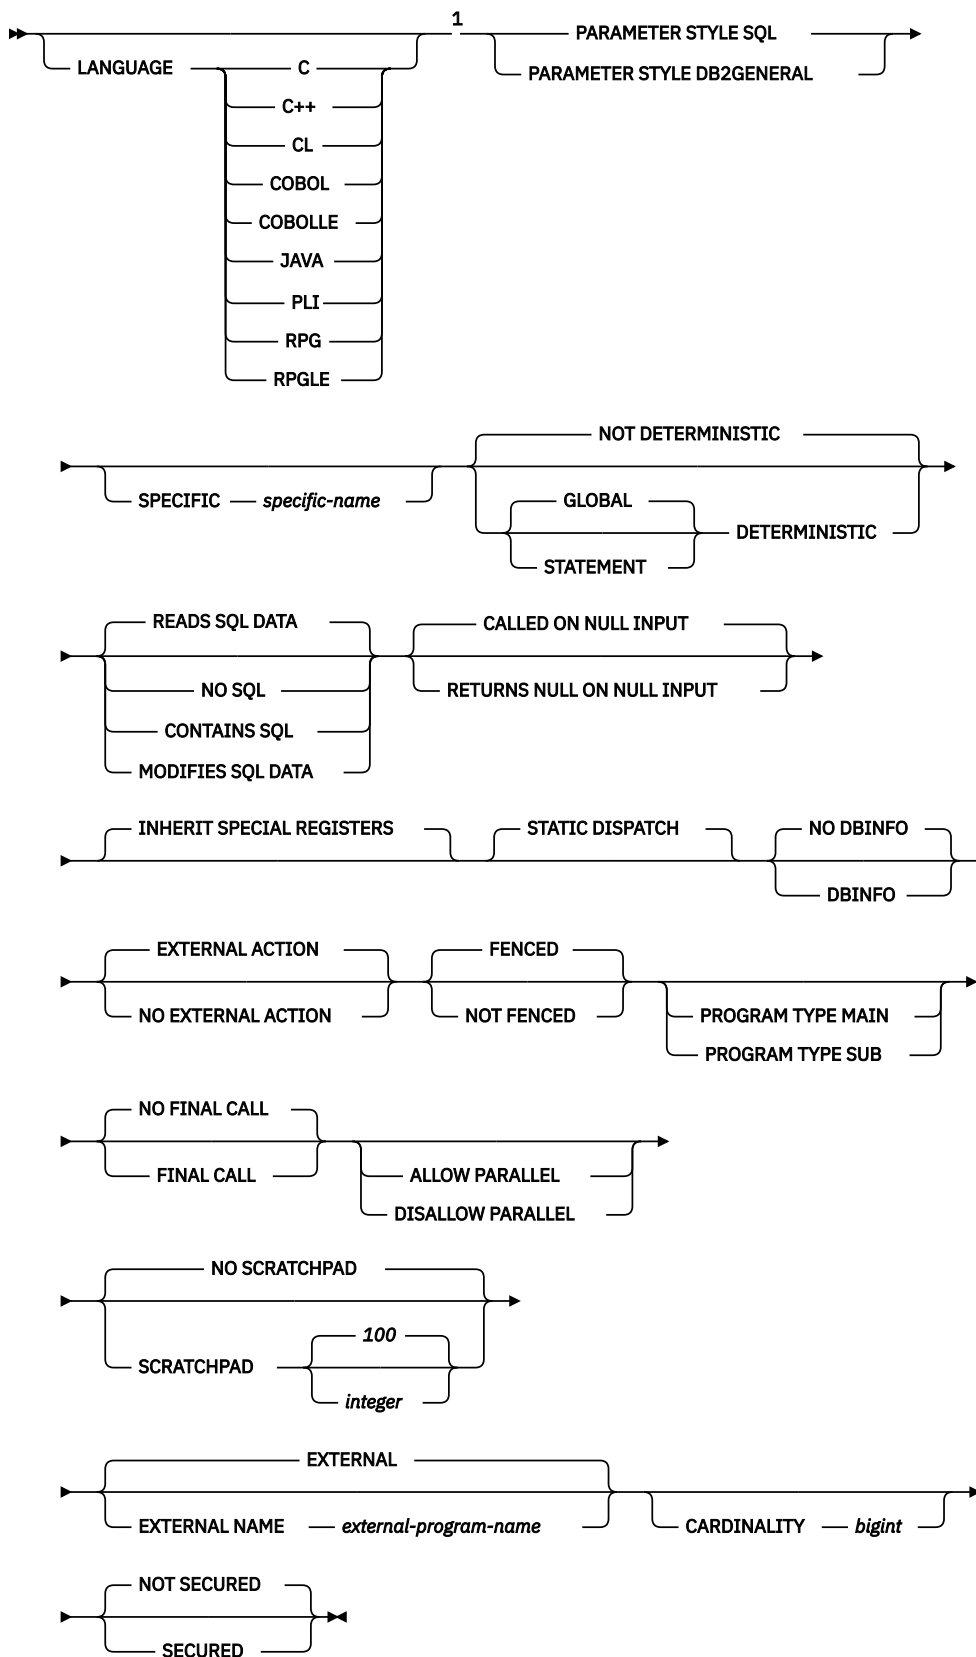 1
PARAMETER STYLE SQL
LANGUAGE C PARAMETER STYLE DB2GENERAL
C++
CL
COBOL
COBOLLE
JAVA
PLI
RPG
RPGLE
NOT DETERMINISTIC
SPECIFIC specific-name GLOBAL
DETERMINISTIC
STATEMENT
READS SQL DATA CALLED ON NULL INPUT
NO SQL RETURNS NULL ON NULL INPUT
CONTAINS SQL
MODIFIES SQL DATA
INHERIT SPECIAL REGISTERS STATIC DISPATCH NO DBINFO
DBINFO
EXTERNAL ACTION FENCED
NO EXTERNAL ACTION NOT FENCED PROGRAM TYPE MAIN
PROGRAM TYPE SUB
NO FINAL CALL
FINAL CALL ALLOW PARALLEL
DISALLOW PARALLEL
NO SCRATCHPAD
100
SCRATCHPAD
integer
EXTERNAL
EXTERNAL NAME external-program-name CARDINALITY bigint
NOT SECURED
SECURED